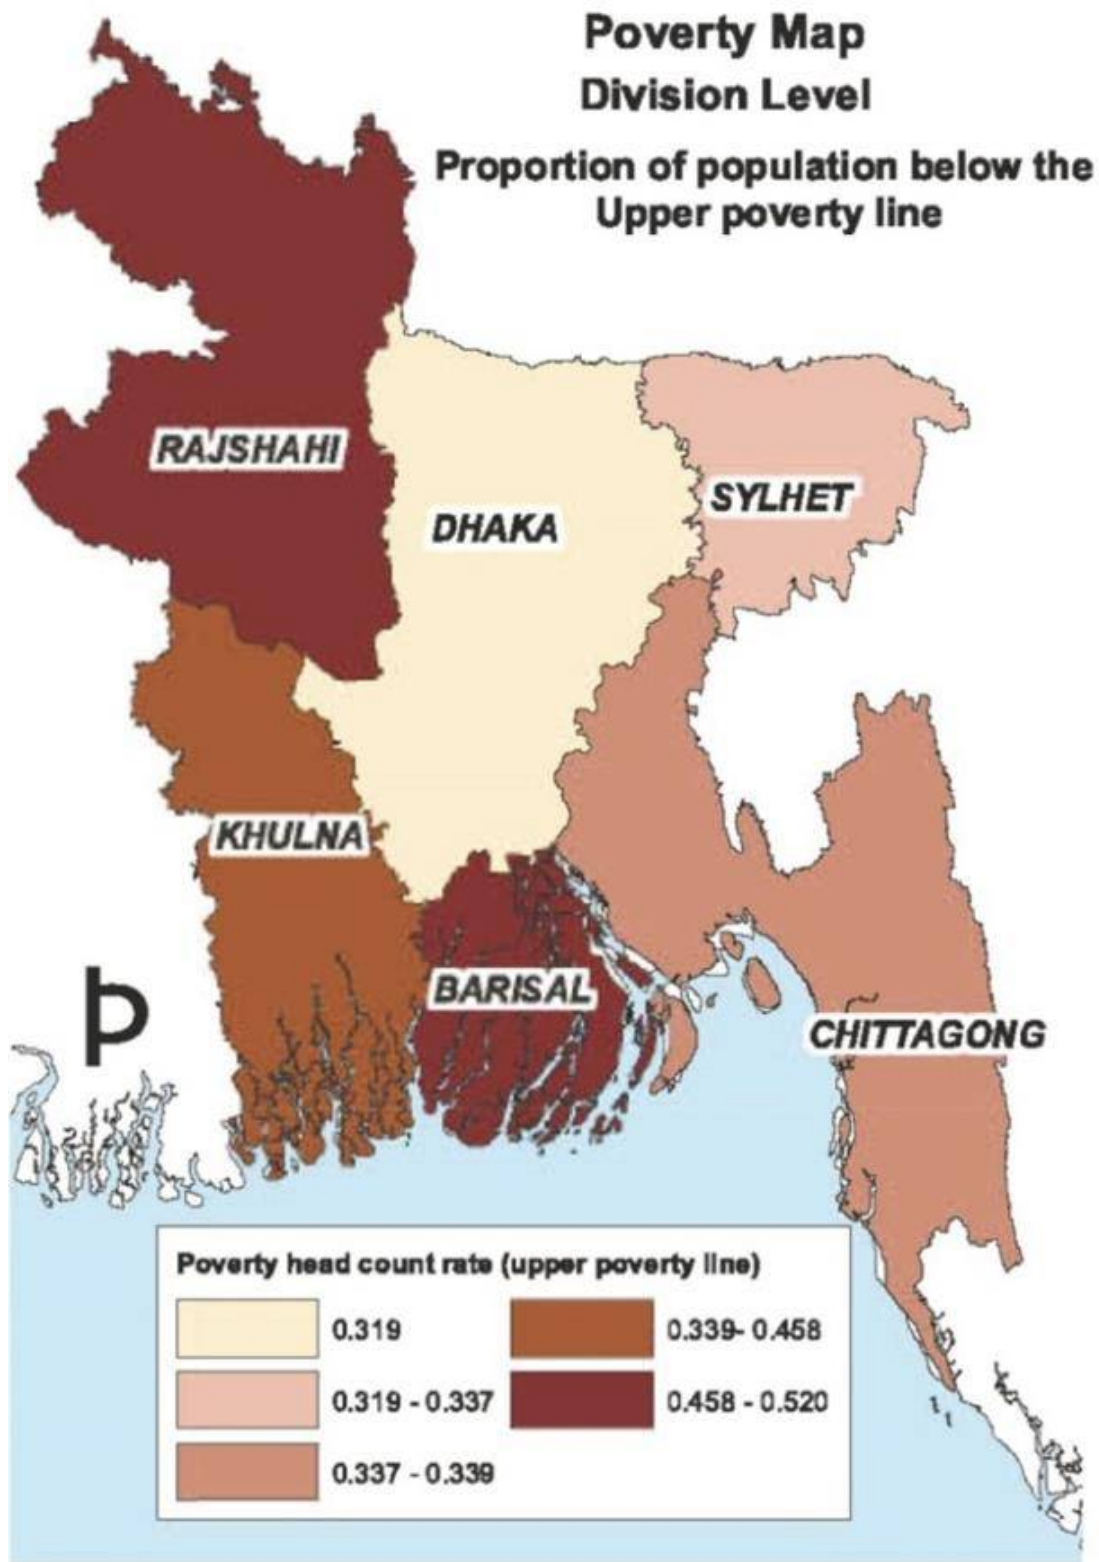 Poverty Map
Division Level
Proportion of population below the
Upper poverty line
RAJSHAHI
DHAKA
SYLHET
KHULNA
BARISAL
CHITTAGONG
Þ
Poverty head count rate (upper poverty line)
0.319
0.339- 0.458
0.319 - 0.337
0.458 - 0.520
0.337 - 0.339